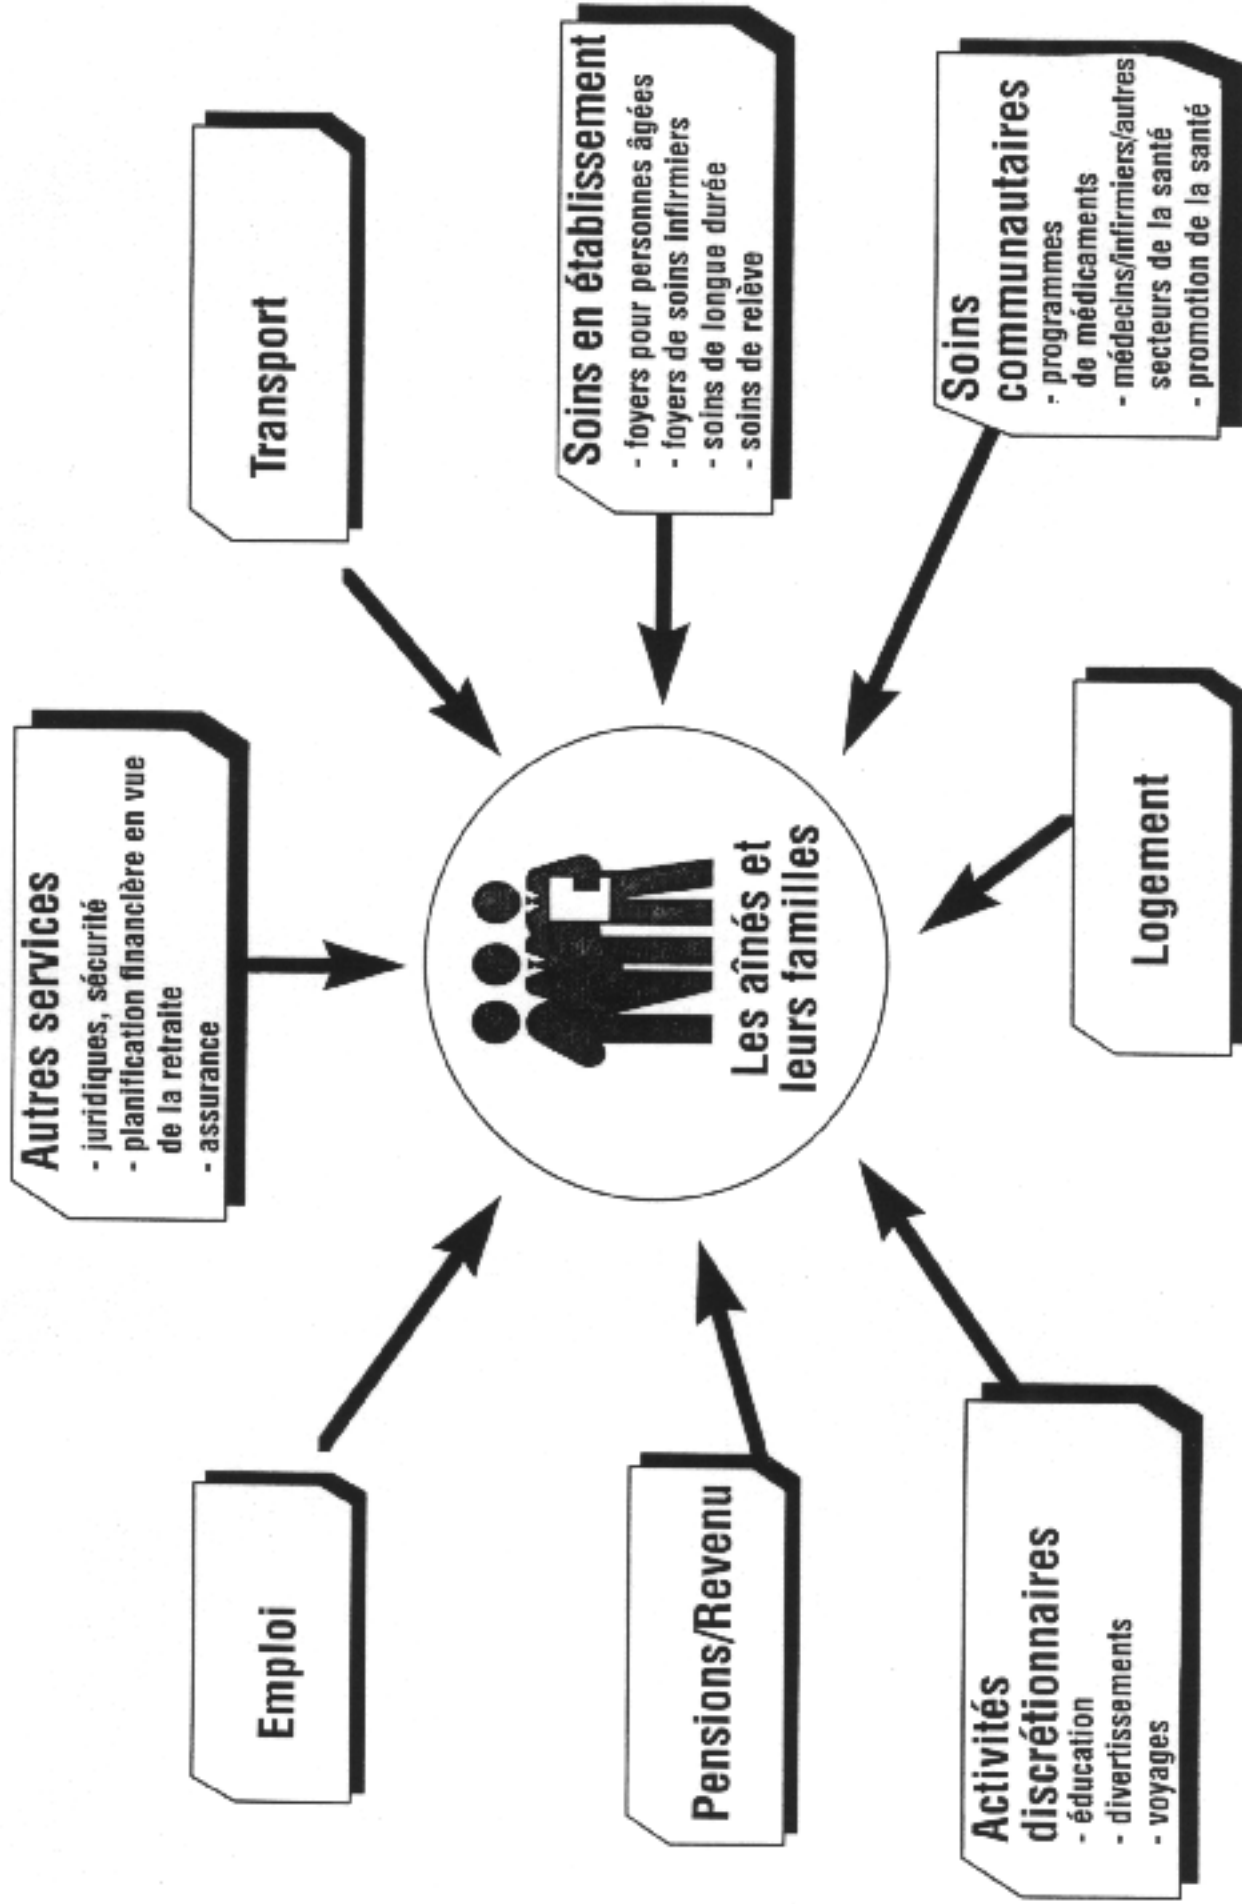 Autres services
- juridiques, sécurité
- planification financière en vue
de la retraite
- assurance
Emploi
Transport
Pensions/Revenu
Les aînés et
leurs familles
Soins en établissement
- foyers pour personnes âgées
- foyers de soins infirmiers
- soins de longue durée
- soins de relève
Activités
discrétionnaires
- éducation
- divertissements
- voyages
Logement
Soins
communautaires
- programmes
de médicaments
- médecins/infirmiers/autres
secteurs de la santé
- promotion de la santé